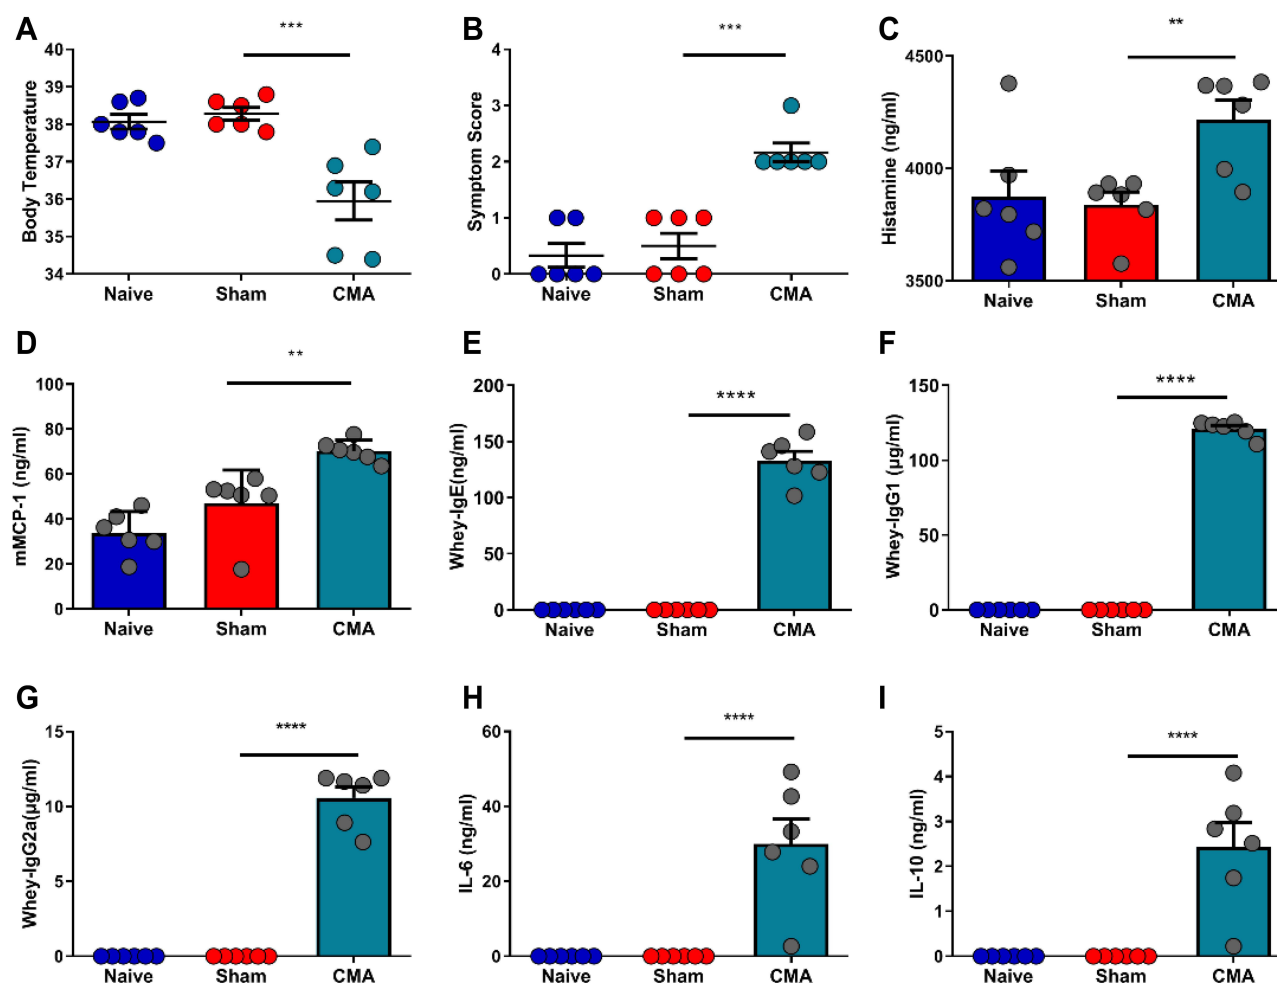 A
***
40
39
38
37
36
35
34
Body Temperature
Naive
Sham
CMA
B
***
4
3
2
1
0
Symptom Score
Naive
Sham
CMA
C
**
4500
4000
3500
Histamine (ng/ml)
Naive
Sham
CMA
D
**
100
80
60
40
20
0
mMCP-1 (ng/ml)
Naive
Sham
CMA
E
****
200
150
100
50
0
Whey-IgE(ng/ml)
Naive
Sham
CMA
F
****
150
100
50
0
Whey-IgG1 (µg/ml)
Naive
Sham
CMA
G
****
15
10
5
0
Whey-IgG2a(µg/ml)
Naive
Sham
CMA
H
****
60
40
20
0
IL-6 (ng/ml)
Naive
Sham
CMA
I
****
5
4
3
2
1
0
IL-10 (ng/ml)
Naive
Sham
CMA